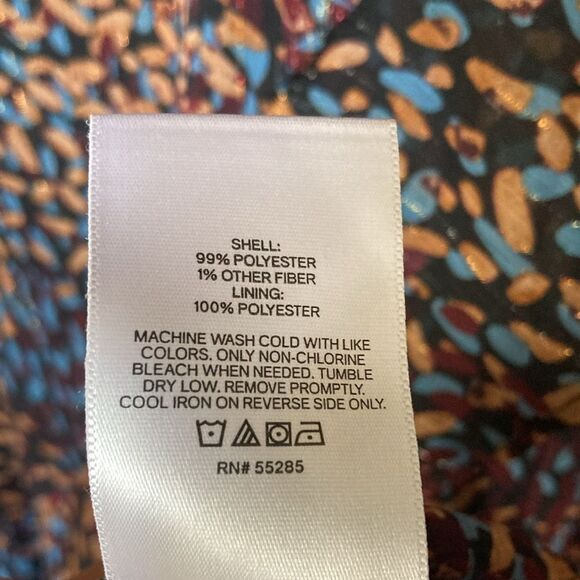 SHELL:
99% POLYESTER
1% OTHER FIBER
LINING:
100% POLYESTER
MACHINE WASH COLD WITH LIKE
COLORS. ONLY NON-CHLORINE
BLEACH WHEN NEEDED. TUMBLE
DRY LOW. REMOVE PROMPTLY.
COOL IRON ON REVERSE SIDE ONLY.
RN# 55285